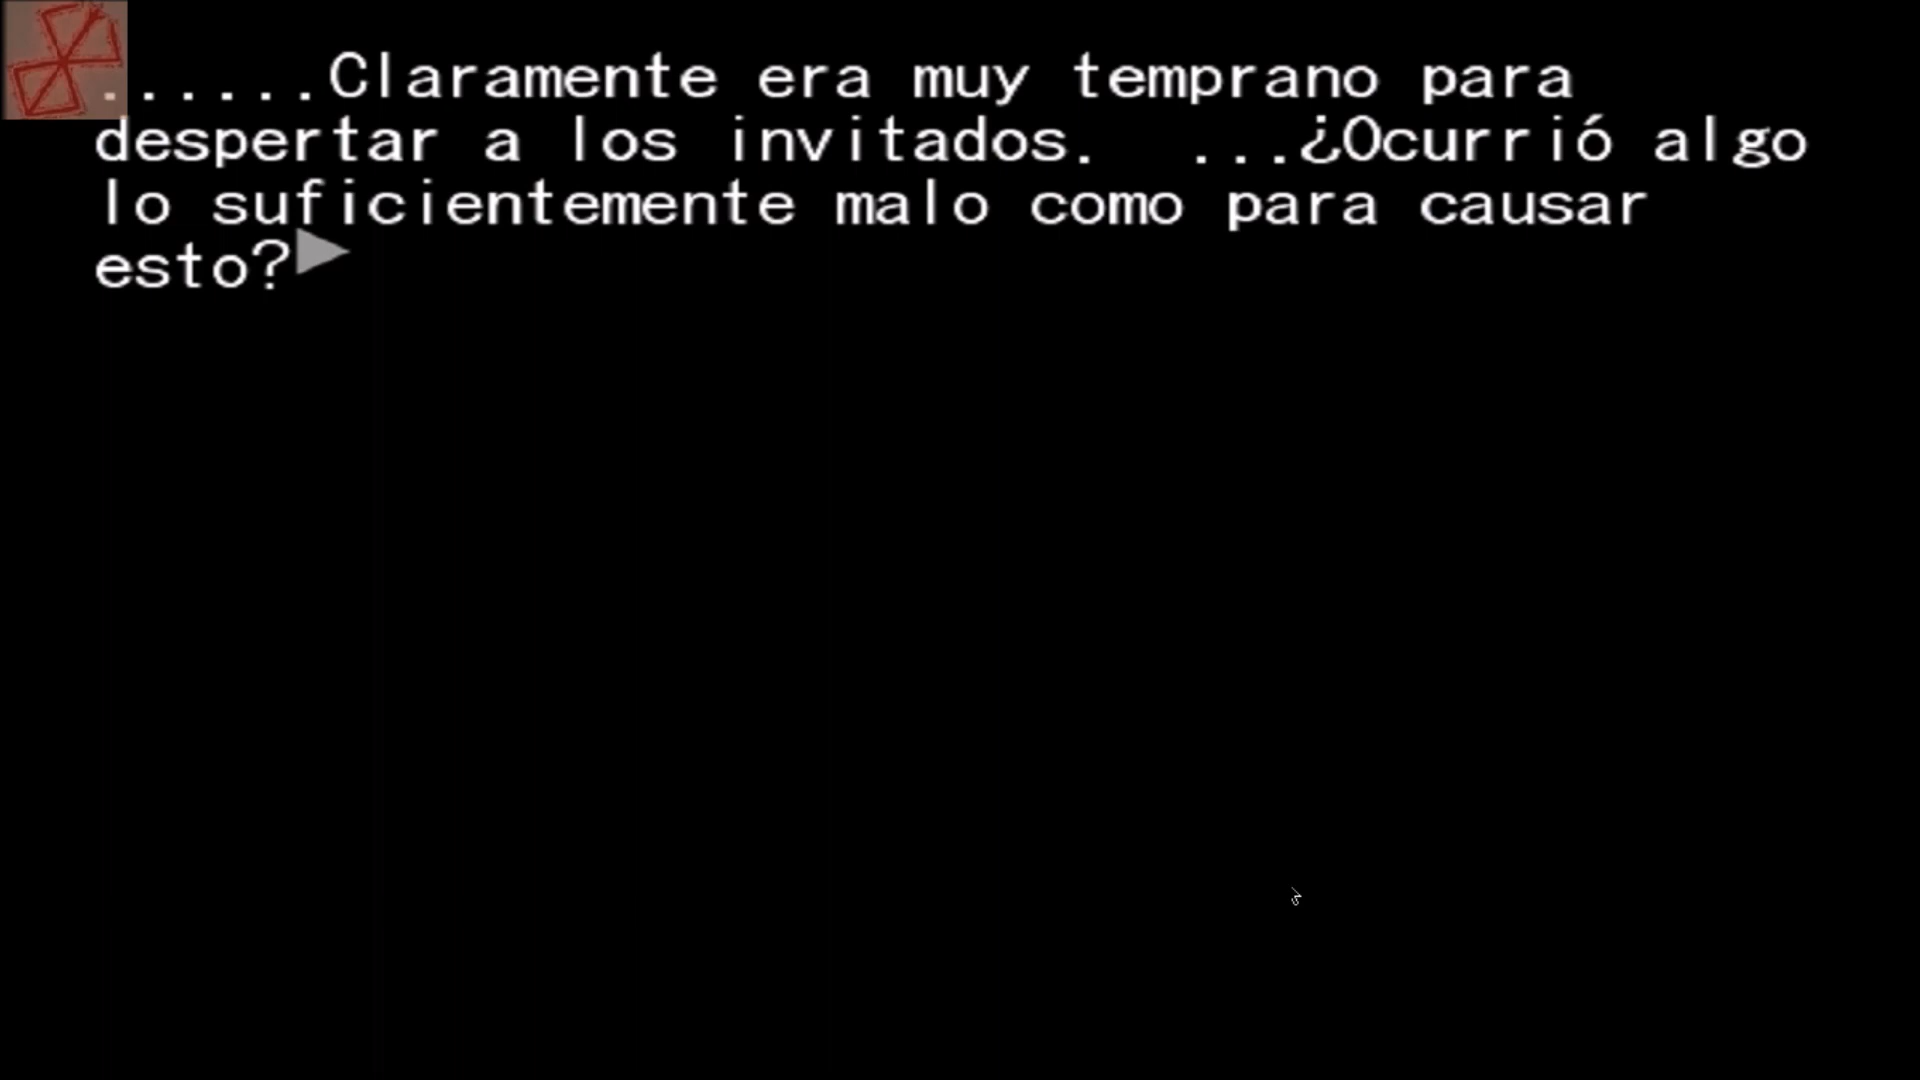 ......Claramente era muy temprano para
despertar a los invitados.  ...¿Ocurrió algo
lo suficientemente malo como para causar
esto?